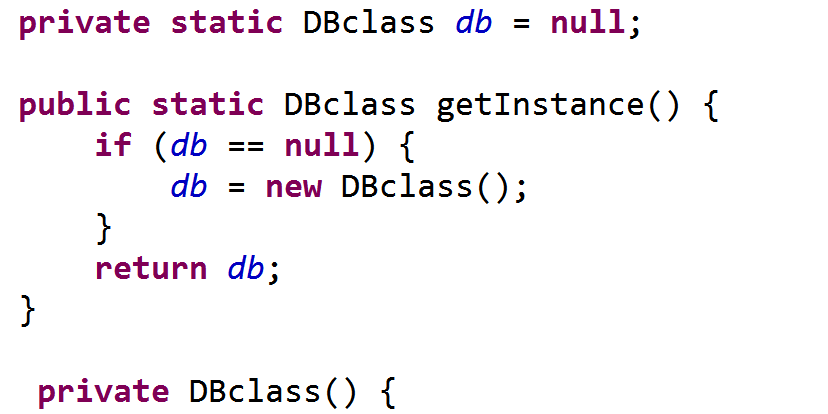 private static DBclass db = null;
public static DBclass getInstance() {
if (db == null) {
db = new DBclass();
}
return db;
}
private DBclass() {